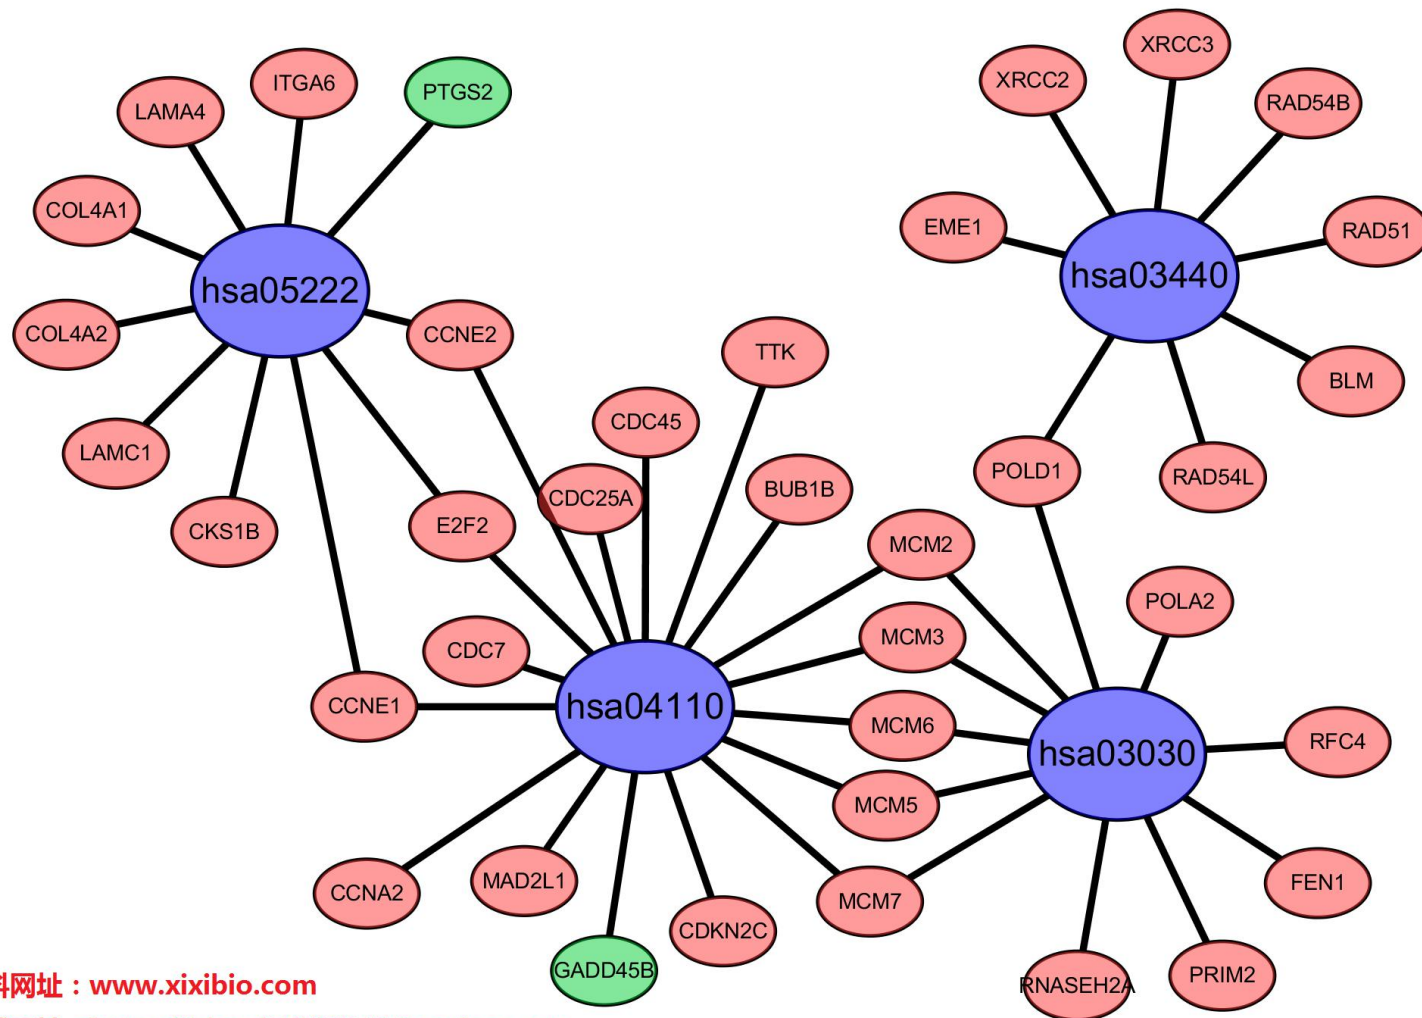 XRCC3
XRCC2
ITGA6
PTGS2
RAD54B
LAMA4
COL4A1
EME1
RAD51
hsa03440
hsa05222
COL4A2
CCNE2
TTK
BLM
CDC45
LAMC1
POLD1
RAD54L
BUB1B
CDC25A
E2F2
CKS1B
MCM2
POLA2
MCM3
CDC7
CCNE1
hsa04110
MCM6
RFC4
hsa03030
MCM5
MAD2L1
FEN1
CCNA2
MCM7
CDKN2C
GADD45B
PRIM2
RNASEH2A
网址：www.xixibio.com